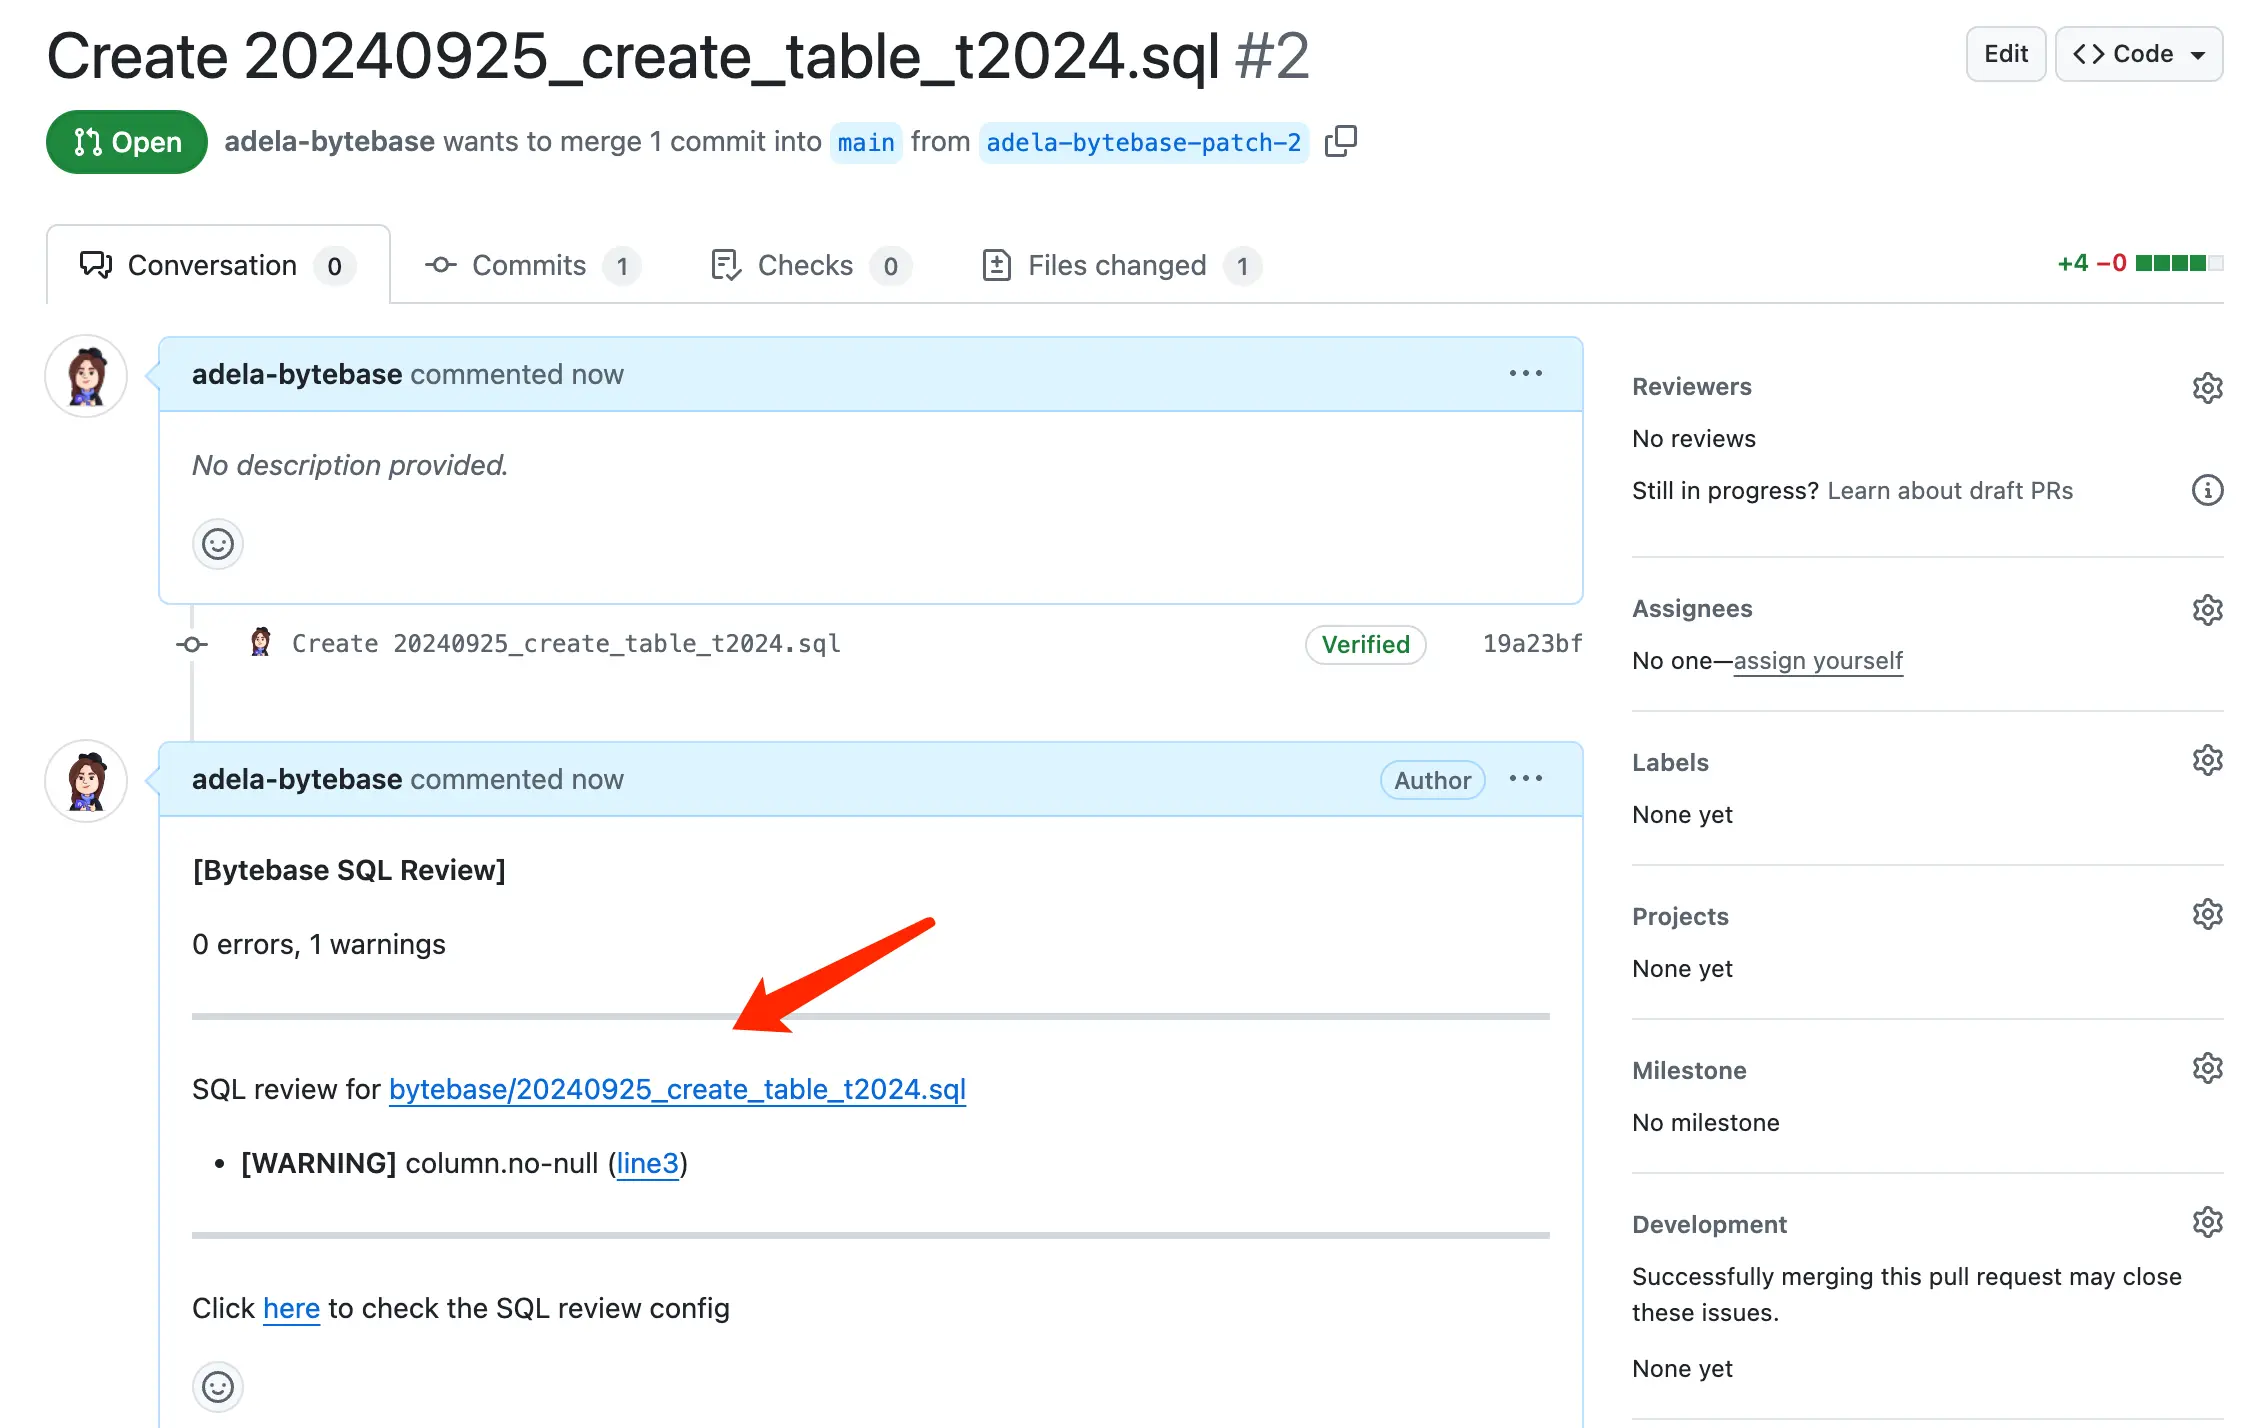 Create 20240925_create_table_t2024.sql #2
Edit
Code
Open
adela-bytebase wants to merge 1 commit into main from adela-bytebase-patch-2
Conversation 0
Commits 1
Checks 0
Files changed 1
+4 −0
adela-bytebase commented now
No description provided.
Create 20240925_create_table_t2024.sql
Verified
19a23bf
adela-bytebase commented now
Author
[Bytebase SQL Review]
0 errors, 1 warnings
SQL review for bytebase/20240925_create_table_t2024.sql
• [WARNING] column.no-null (line3)
Click here to check the SQL review config
Reviewers
No reviews
Still in progress? Learn about draft PRs
Assignees
No one—assign yourself
Labels
None yet
Projects
None yet
Milestone
No milestone
Development
Successfully merging this pull request may close
these issues.
None yet